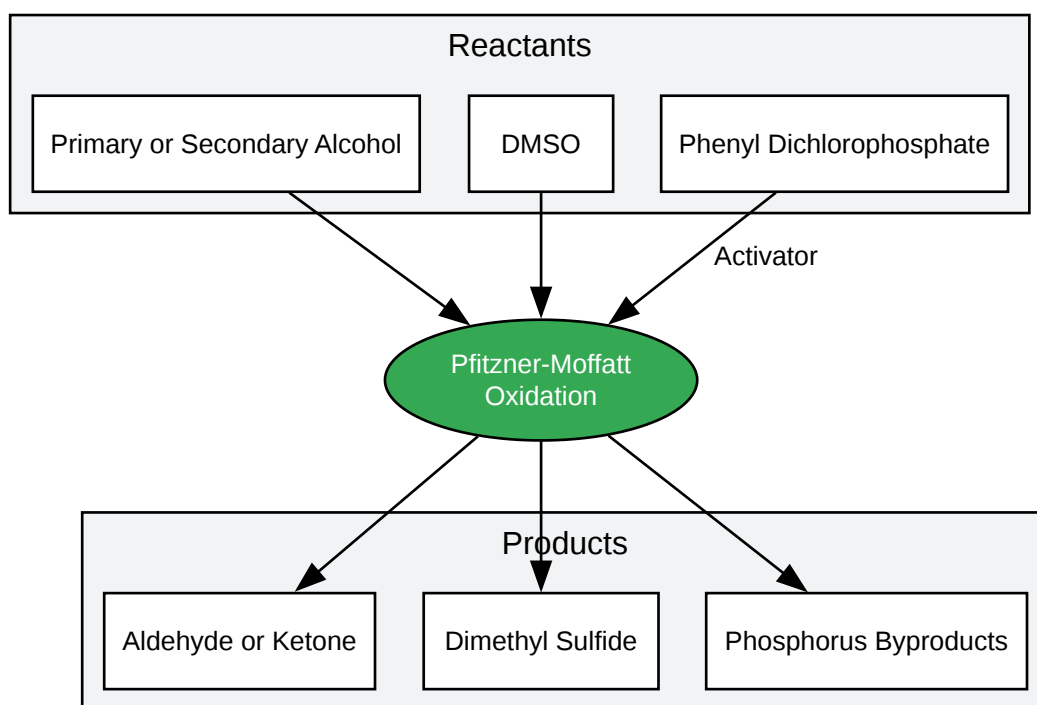 Reactants
Primary or Secondary Alcohol
DMSO
Phenyl Dichlorophosphate
Activator
Pfitzner-Moffatt
Oxidation
Products
Aldehyde or Ketone
Dimethyl Sulfide
Phosphorus Byproducts